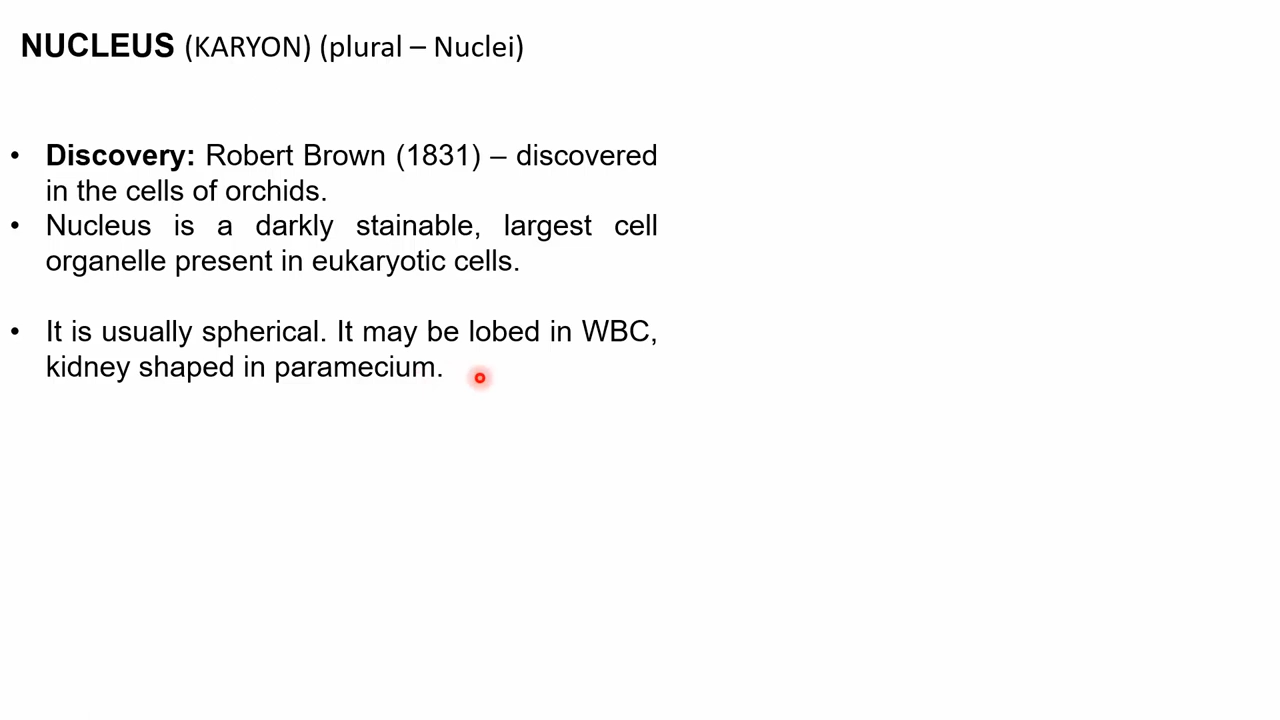 NUCLEUS (KARYON) (plural – Nuclei)
• Discovery: Robert Brown (1831) – discovered
in the cells of orchids.
• Nucleus is a darkly stainable, largest cell
organelle present in eukaryotic cells.
• It is usually spherical. It may be lobed in WBC,
kidney shaped in paramecium.